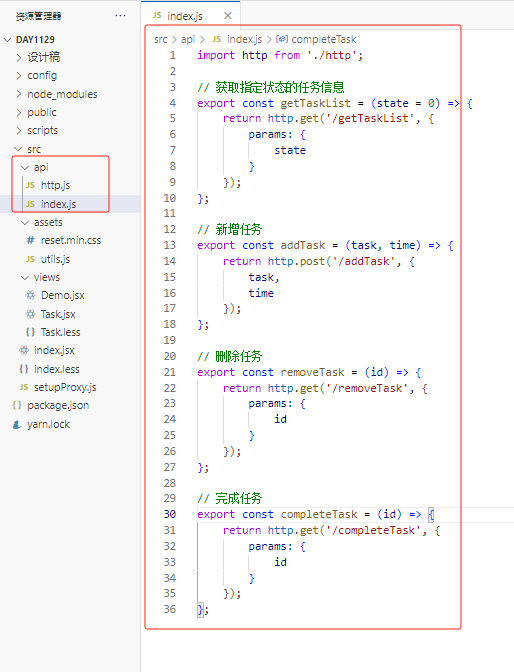 资源管理器 ···
DAY1129
设计稿
config
node_modules
public
scripts
src
api
JS http.js
JS index.js
assets
# reset.min.css
JS utils.js
views
Demo.jsx
Task.jsx
{} Task.less
index.jsx
{} index.less
JS setupProxy.js
{} package.json
yarn.lock
JS index.js ×
src > api > JS index.js > completeTask
1 import http from './http';
2
3 // 获取指定状态的任务信息
4 export const getTaskList = (state = 0) => {
5 return http.get('/getTaskList', {
6 params: {
7 state
8 }
9 });
10 };
11
12 // 新增任务
13 export const addTask = (task, time) => {
14 return http.post('/addTask', {
15 task,
16 time
17 });
18 };
19
20 // 删除任务
21 export const removeTask = (id) => {
22 return http.get('/removeTask', {
23 params: {
24 id
25 }
26 });
27 };
28
29 // 完成任务
30 export const completeTask = (id) => {
31 return http.get('/completeTask', {
32 params: {
33 id
34 }
35 });
36 };